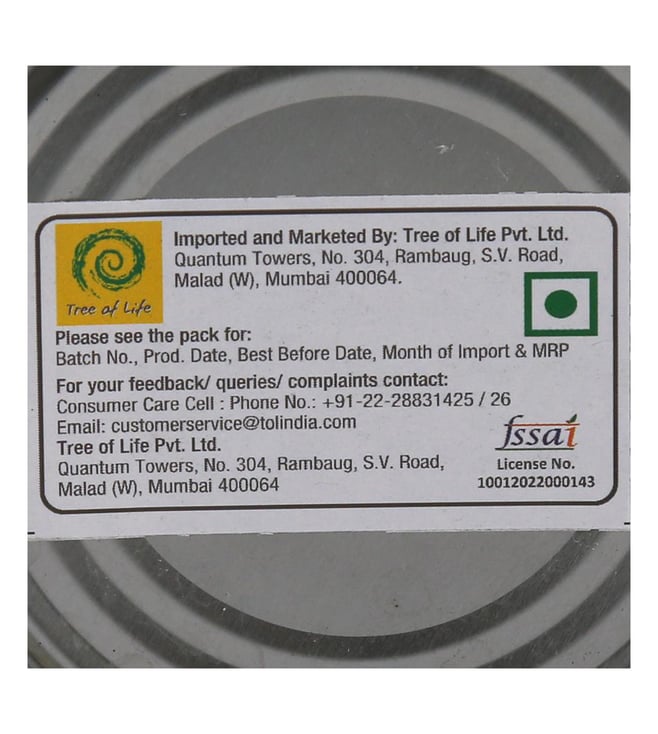 Imported and Marketed By: Tree of Life Pvt. Ltd.
Quantum Towers, No. 304, Rambaug, S.V. Road,
Malad (W), Mumbai 400064.
Tree of Life
Please see the pack for:
Batch No., Prod. Date, Best Before Date, Month of Import & MRP
For your feedback/ queries/ complaints contact:
Consumer Care Cell : Phone No.: +91-22-28831425 / 26
Email: customerservice@tolindia.com
Tree of Life Pvt. Ltd.
Quantum Towers, No. 304, Rambaug, S.V. Road,
Malad (W), Mumbai 400064
fssai
License No.
10012022000143